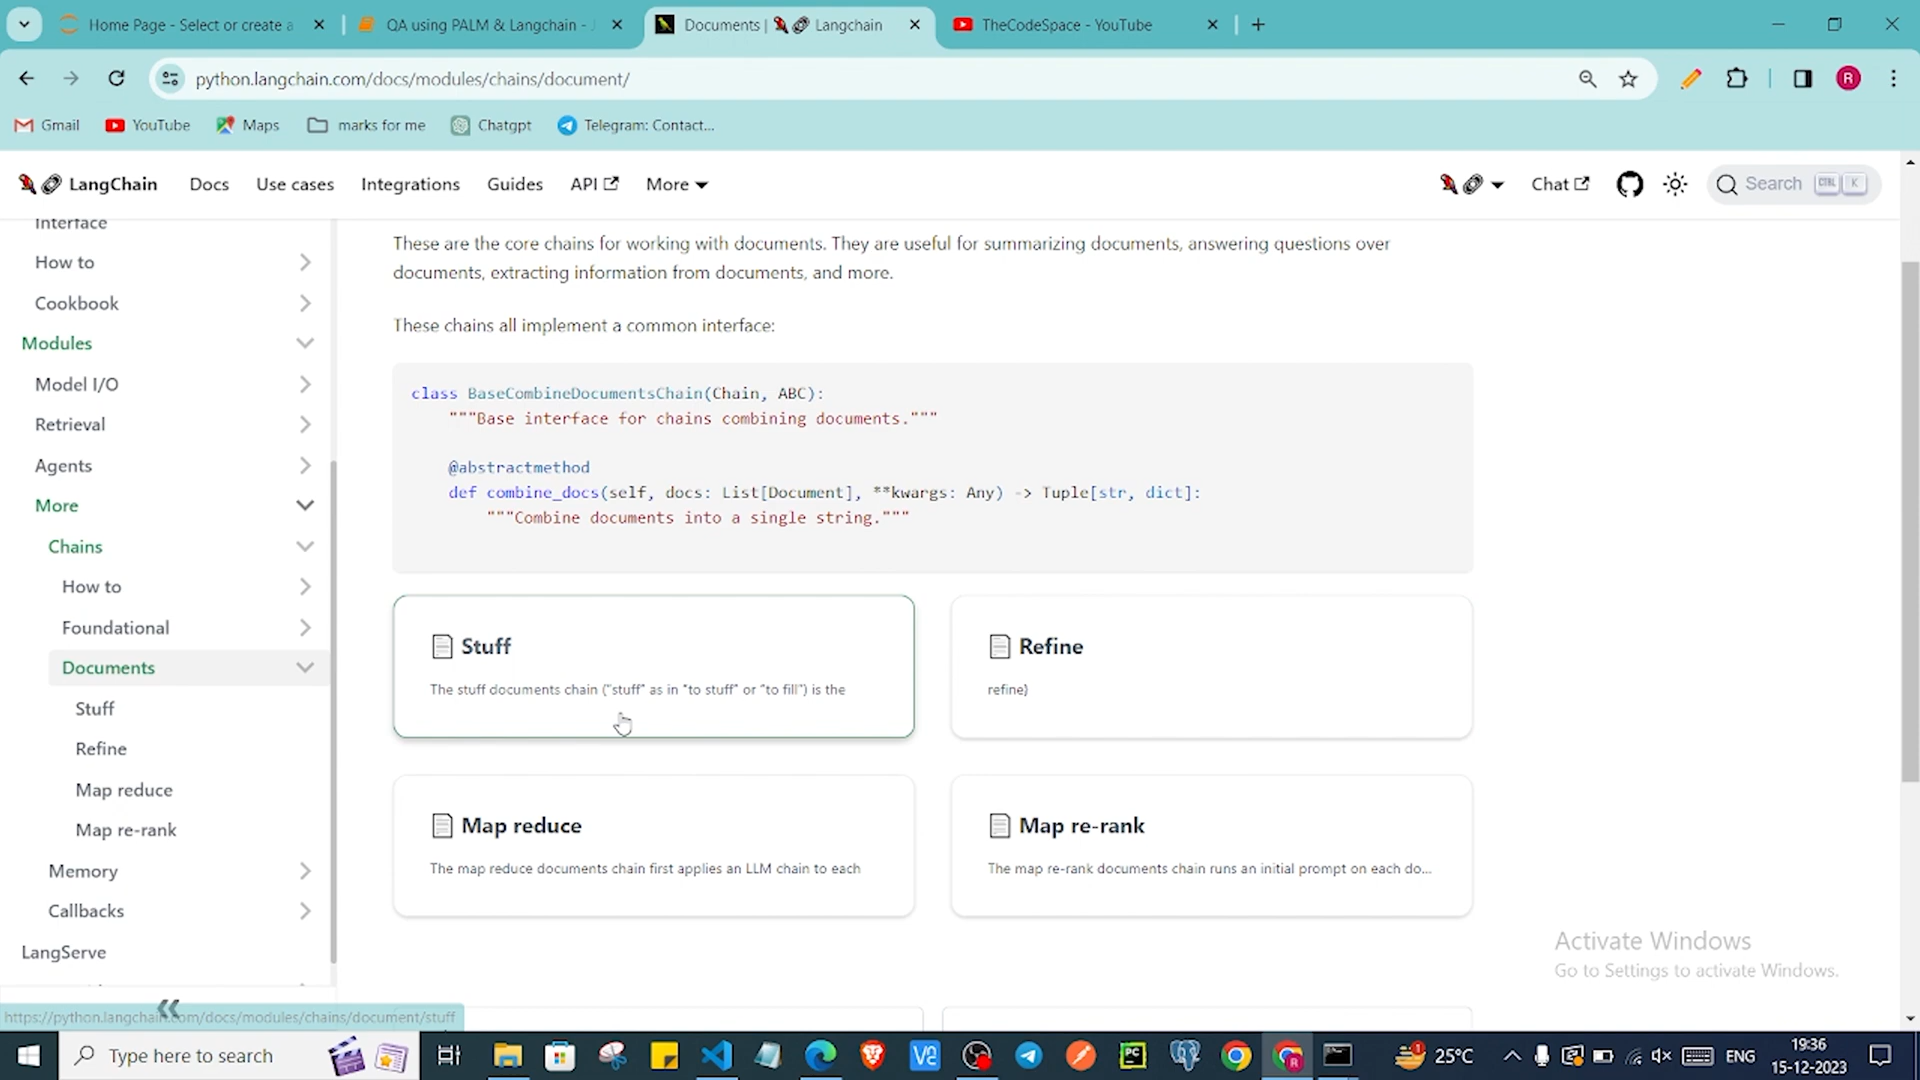 Home Page - Select or create a
QA using PALM & Langchain - J
Documents | Langchain
TheCodeSpace - YouTube
python.langchain.com/docs/modules/chains/document/
R
Gmail
YouTube
Maps
marks for me
Chatgpt
Telegram: Contact...
LangChain
Docs
Use cases
Integrations
Guides
API
More
Chat
Search
CTRL
K
Interface
How to
Cookbook
Modules
Model I/O
Retrieval
Agents
More
Chains
How to
Foundational
Documents
Stuff
Refine
Map reduce
Map re-rank
Memory
Callbacks
LangServe
These are the core chains for working with documents. They are useful for summarizing documents, answering questions over
documents, extracting information from documents, and more.
These chains all implement a common interface:
class BaseCombineDocumentsChain(Chain, ABC):
"""Base interface for chains combining documents."""
@abstractmethod
def combine_docs(self, docs: List[Document], **kwargs: Any) -> Tuple[str, dict]:
"""Combine documents into a single string."""
Stuff
The stuff documents chain ("stuff" as in "to stuff" or "to fill") is the
Refine
refine)
Map reduce
The map reduce documents chain first applies an LLM chain to each
Map re-rank
The map re-rank documents chain runs an initial prompt on each do...
Activate Windows
Go to Settings to activate Windows.
https://python.langchain.com/docs/modules/chains/document/stuff
Type here to search
25°C
ENG
19:36
15-12-2023